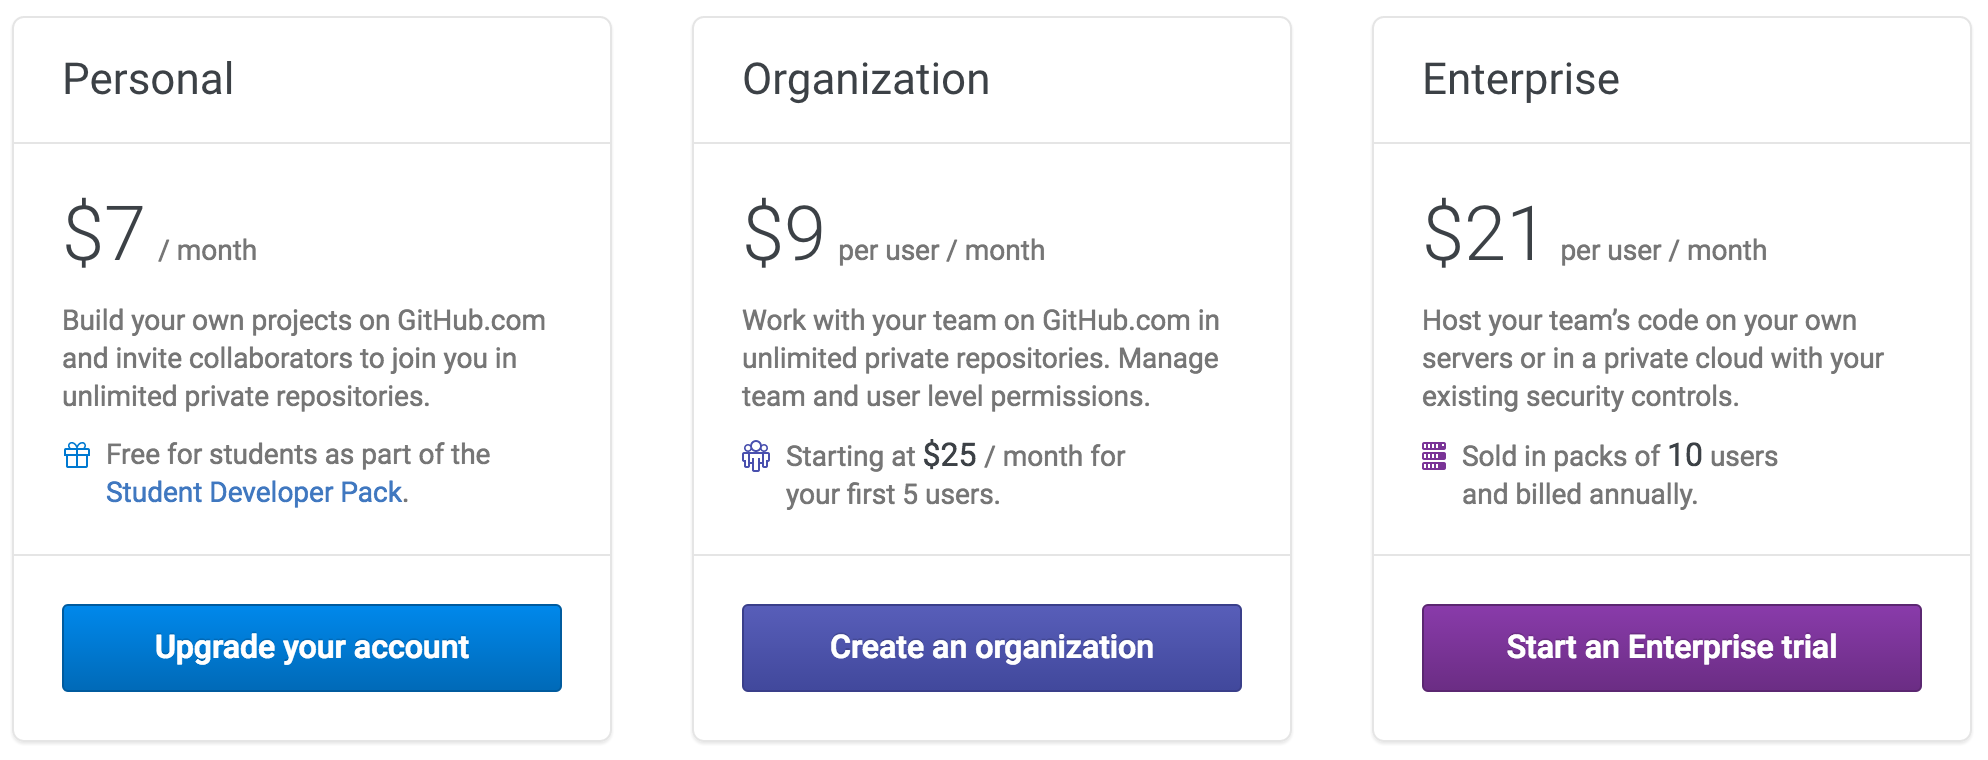 Personal
$7 / month
Build your own projects on GitHub.com
and invite collaborators to join you in
unlimited private repositories.
Free for students as part of the
Student Developer Pack.
Upgrade your account
Organization
$9 per user / month
Work with your team on GitHub.com in
unlimited private repositories. Manage
team and user level permissions.
Starting at $25 / month for
your first 5 users.
Create an organization
Enterprise
$21 per user / month
Host your team’s code on your own
servers or in a private cloud with your
existing security controls.
Sold in packs of 10 users
and billed annually.
Start an Enterprise trial